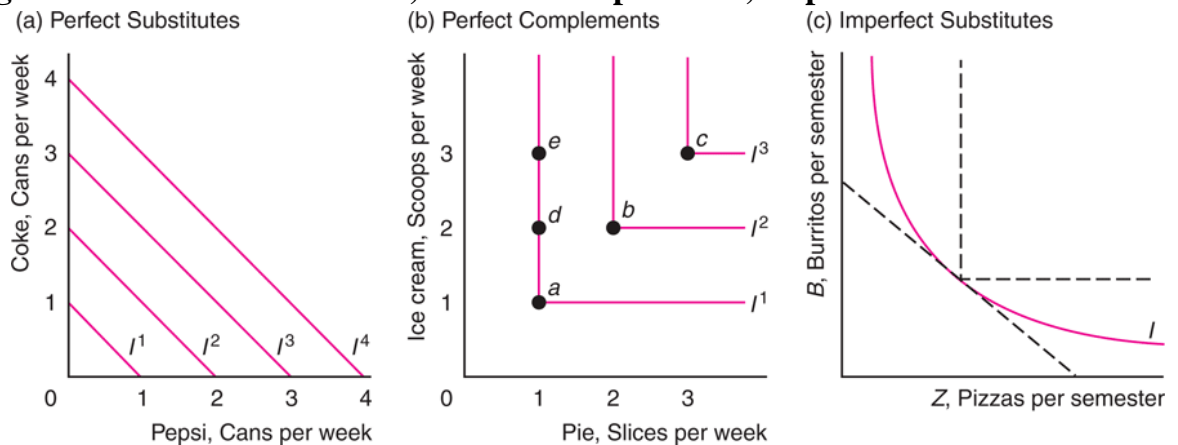 (a) Perfect Substitutes
Coke, Cans per week
4
3
2
1
I¹
I²
I³
I⁴
0
1
2
3
4
Pepsi, Cans per week
(b) Perfect Complements
Ice cream, Scoops per week
3
2
1
e
d
a
b
c
I³
I²
I¹
0
1
2
3
Pie, Slices per week
(c) Imperfect Substitutes
B, Burritos per semester
I
Z, Pizzas per semester